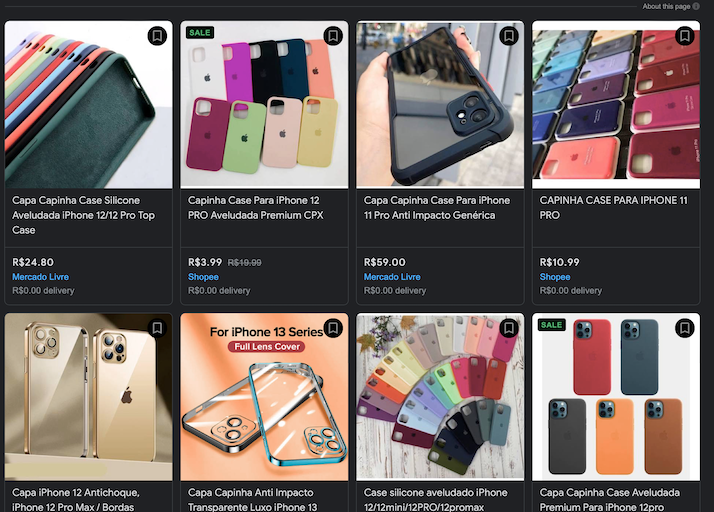 About this page
SALE
Capa Capinha Case Silicone
Aveludada iPhone 12/12 Pro Top
Case
R$24.80
Mercado Livre
R$0.00 delivery
Capinha Case Para iPhone 12
PRO Aveludada Premium CPX
R$3.99 R$19.99
Shopee
R$0.00 delivery
Capa Capinha Case Para iPhone
11 Pro Anti Impacto Genérica
R$59.00
Mercado Livre
R$0.00 delivery
CAPINHA CASE PARA IPHONE 11
PRO
R$10.99
Shopee
R$0.00 delivery
For iPhone 13 Series
Full Lens Cover
SALE
Capa iPhone 12 Antichoque,
iPhone 12 Pro Max / Bordas
Capa Capinha Anti Impacto
Transparente Luxo iPhone 13
Case silicone aveludado iPhone
12/12mini/12PRO/12promax
Capa Capinha Case Aveludada
Premium Para iPhone 12pro